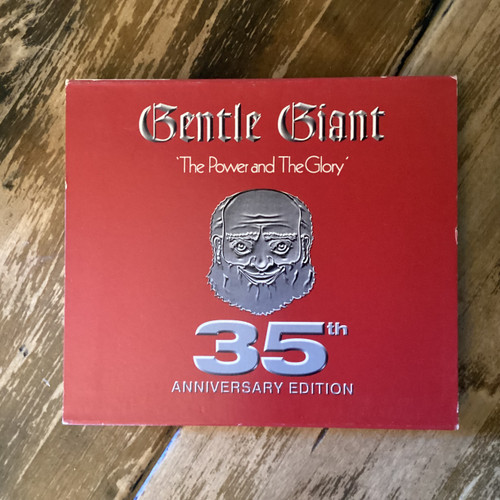 Gentle Giant
'The Power and The Glory'
35th
ANNIVERSARY EDITION